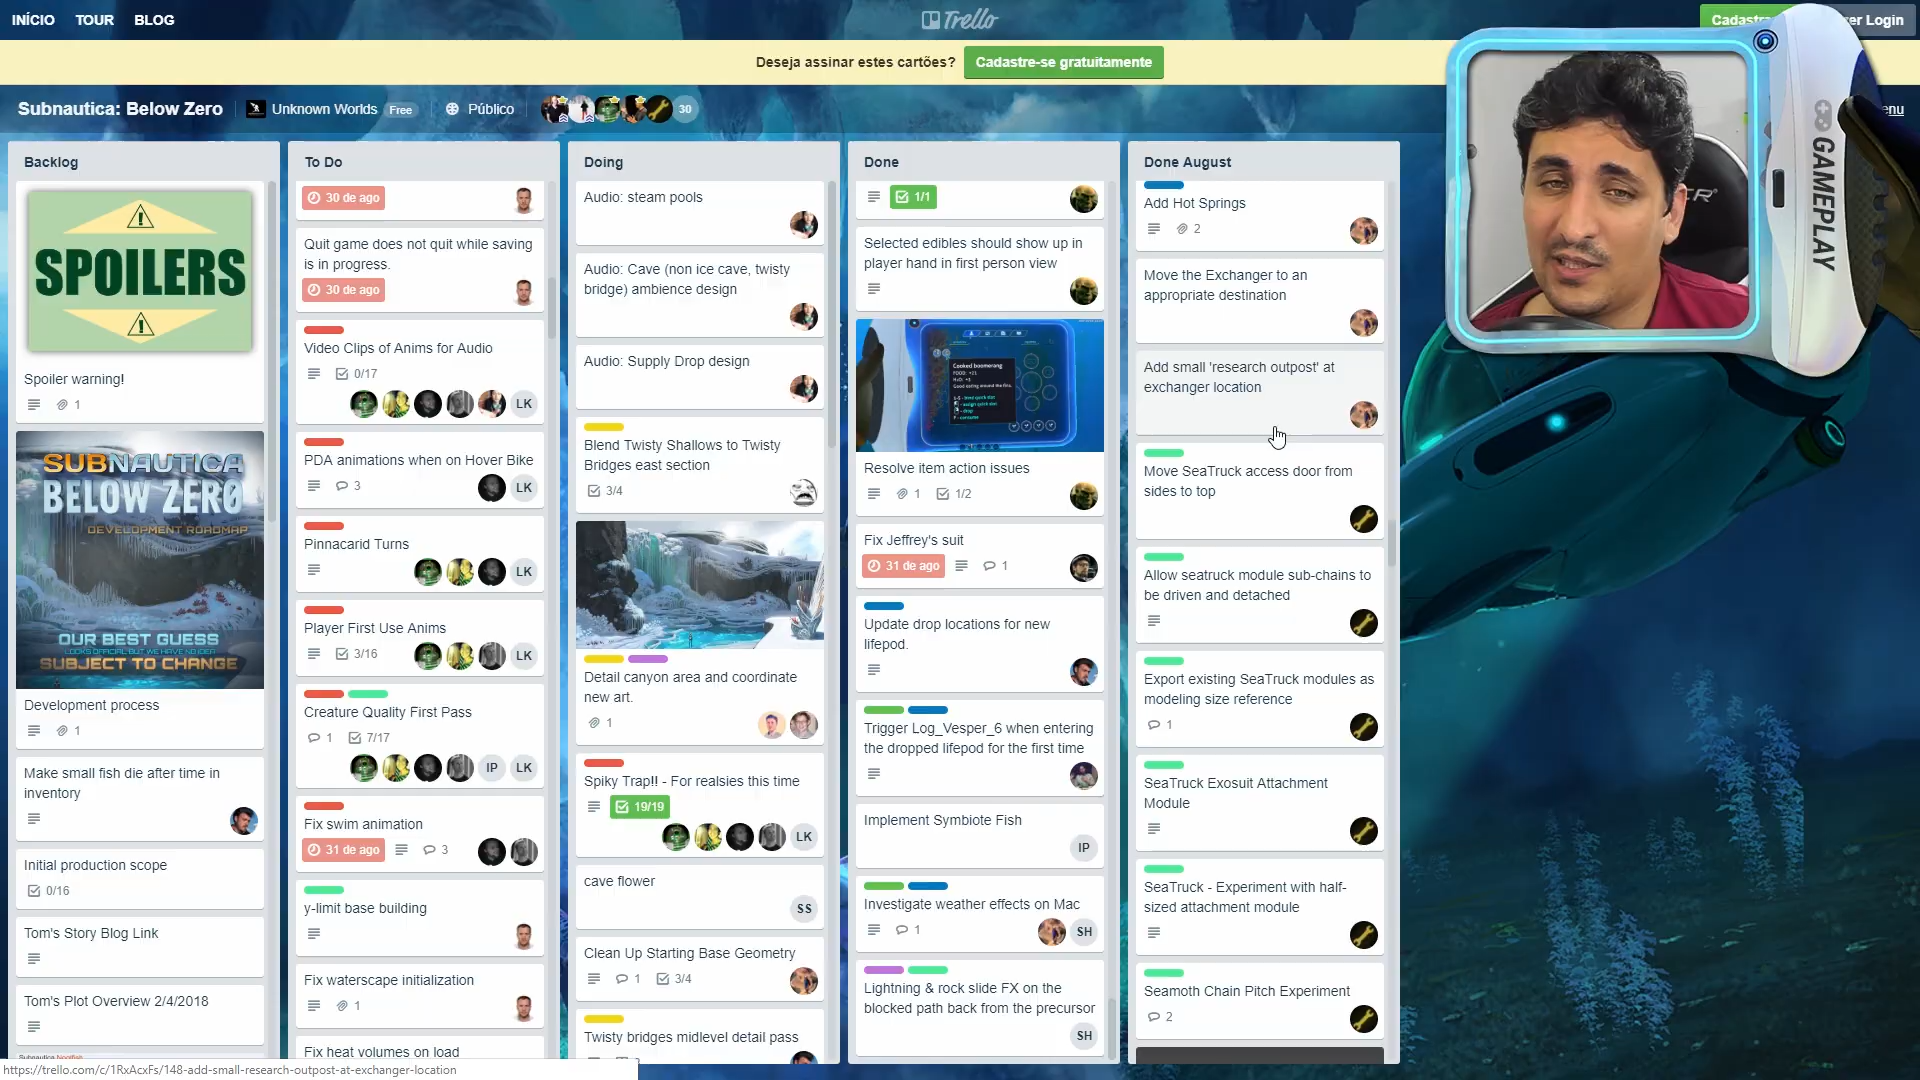 INÍCIO TOUR BLOG
Trello
Login
Deseja assinar estes cartões? Cadastre-se gratuitamente
Subnautica: Below Zero
Unknown Worlds Free
Público
30
GAMEPLAY
Backlog
SPOILERS
Spoiler warning!
1
SUBNAUTICA
BELOW ZERO
DEVELOPMENT ROADMAP
OUR BEST GUESS
LOOKS OFFICIAL BUT WE HAVE NO IDEA
SUBJECT TO CHANGE
Development process
1
Make small fish die after time in
inventory
Initial production scope
0/16
Tom's Story Blog Link
Tom's Plot Overview 2/4/2018
To Do
30 de ago
Quit game does not quit while saving
is in progress.
30 de ago
Video Clips of Anims for Audio
0/17
LK
PDA animations when on Hover Bike
3
LK
Pinnacarid Turns
LK
Player First Use Anims
3/16
LK
Creature Quality First Pass
1 7/17
IP LK
Fix swim animation
31 de ago 3
y-limit base building
Fix waterscape initialization
1
Fix heat volumes on load
Doing
Audio: steam pools
Audio: Cave (non ice cave, twisty
bridge) ambience design
Audio: Supply Drop design
Blend Twisty Shallows to Twisty
Bridges east section
3/4
Detail canyon area and coordinate
new art.
1
Spiky Trap!! - For realsies this time
19/19
LK
cave flower
SS
Clean Up Starting Base Geometry
1 3/4
Twisty bridges midlevel detail pass
Done
1/1
Selected edibles should show up in
player hand in first person view
Cooked boomerang
Resolve item action issues
1 1/2
Fix Jeffrey's suit
31 de ago 1
Update drop locations for new
lifepod.
Trigger Log_Vesper_6 when entering
the dropped lifepod for the first time
Implement Symbiote Fish
IP
Investigate weather effects on Mac
1
SH
Lightning & rock slide FX on the
blocked path back from the precursor
SH
Done August
Add Hot Springs
2
Move the Exchanger to an
appropriate destination
Add small 'research outpost' at
exchanger location
Move SeaTruck access door from
sides to top
Allow seatruck module sub-chains to
be driven and detached
Export existing SeaTruck modules as
modeling size reference
1
SeaTruck Exosuit Attachment
Module
SeaTruck - Experiment with half-
sized attachment module
Seamoth Chain Pitch Experiment
2
https://trello.com/c/1RxAcxFs/148-add-small-research-outpost-at-exchanger-location